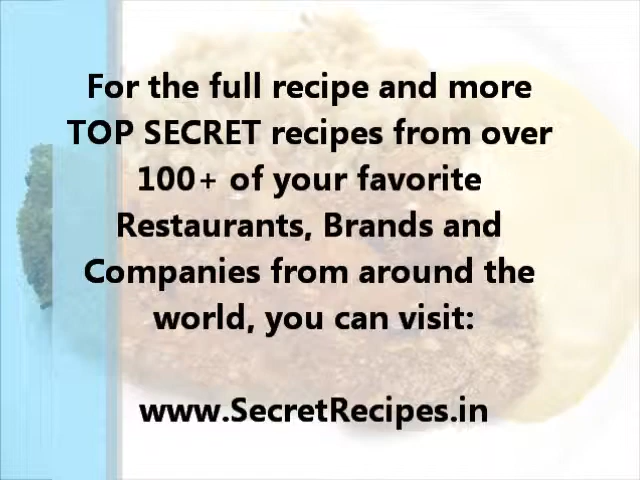 For the full recipe and more
TOP SECRET recipes from over
100+ of your favorite
Restaurants, Brands and
Companies from around the
world, you can visit:
www.SecretRecipes.in